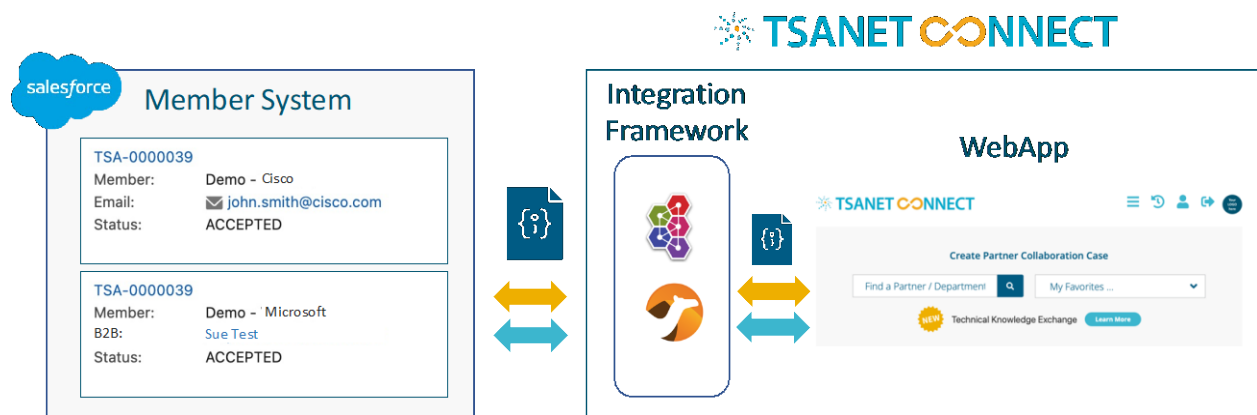 TSANET CONNECT
salesforce
Member System
TSA-0000039
Member: Demo - Cisco
Email: john.smith@cisco.com
Status: ACCEPTED
TSA-0000039
Member: Demo - 'Microsoft
B2B: Sue Test
Status: ACCEPTED
{;}
Integration
Framework
{;}
WebApp
TSANET CONNECT
Create Partner Collaboration Case
Find a Partner / Department
My Favorites ...
NEW
Technical Knowledge Exchange
Learn More